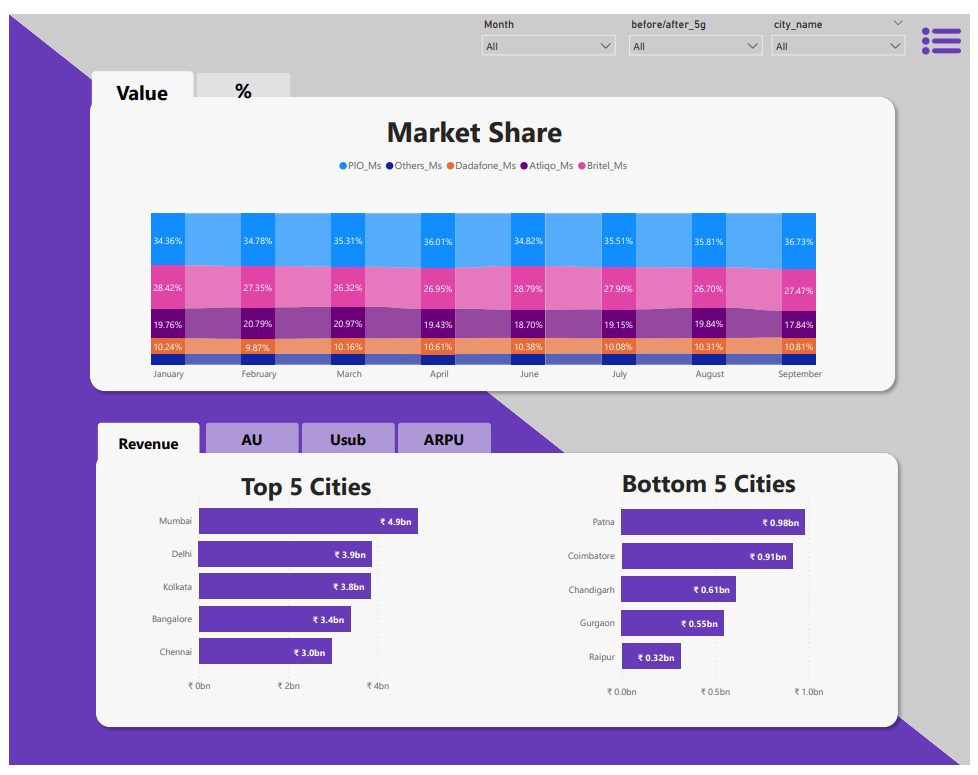 Month before/after_5g city_name
All All All
Value %
Market Share
PIO_Ms Others_Ms Dadafone_Ms Atliqo_Ms Britel_Ms
34.36% 34.78% 35.31% 36.01% 34.82% 35.51% 35.81% 36.73%
28.42% 27.35% 26.32% 26.95% 28.79% 27.90% 26.70% 27.47%
19.76% 20.79% 20.97% 19.43% 18.70% 19.15% 19.84% 17.84%
10.24% 9.87% 10.16% 10.61% 10.38% 10.08% 10.31% 10.81%
January February March April June July August September
Revenue AU Usub ARPU
Top 5 Cities
Mumbai ₹ 4.9bn
Delhi ₹ 3.9bn
Kolkata ₹ 3.8bn
Bangalore ₹ 3.4bn
Chennai ₹ 3.0bn
₹ 0bn ₹ 2bn ₹ 4bn
Bottom 5 Cities
Patna ₹ 0.98bn
Coimbatore ₹ 0.91bn
Chandigarh ₹ 0.61bn
Gurgaon ₹ 0.55bn
Raipur ₹ 0.32bn
₹ 0.0bn ₹ 0.5bn ₹ 1.0bn